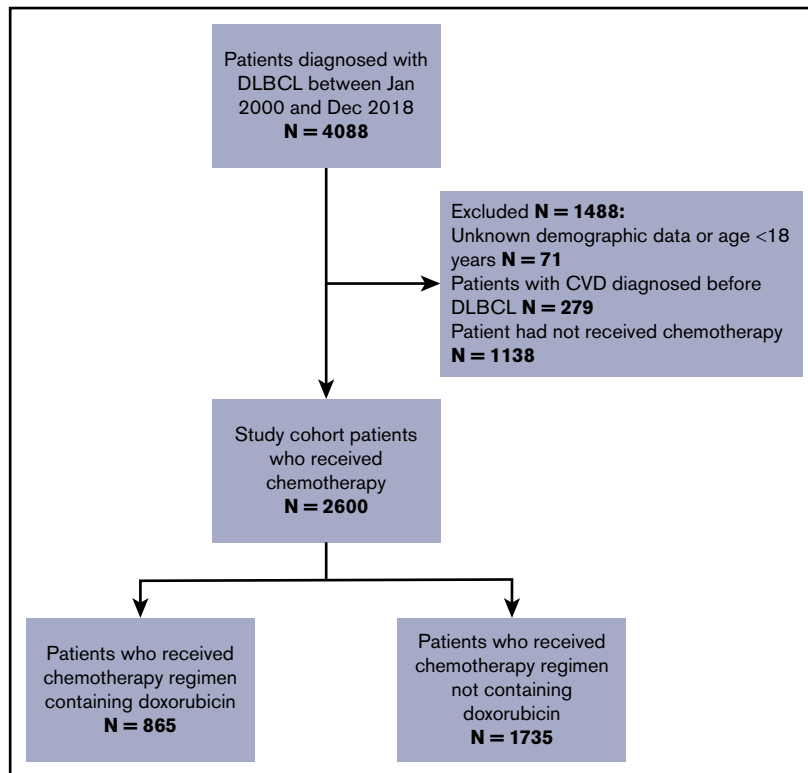 Patients diagnosed with
DLBCL between Jan
2000 and Dec 2018
N = 4088
Excluded N = 1488:
Unknown demographic data or age <18
years N = 71
Patients with CVD diagnosed before
DLBCL N = 279
Patient had not received chemotherapy
N = 1138
Study cohort patients
who received
chemotherapy
N = 2600
Patients who received
chemotherapy regimen
containing doxorubicin
N = 865
Patients who received
chemotherapy regimen
not containing
doxorubicin
N = 1735